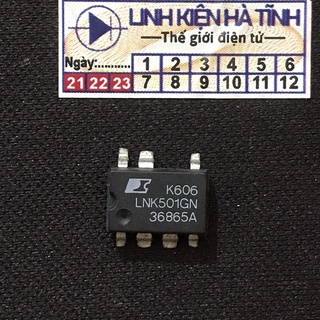 LINH KIỆN HÀ TĨNH
Thế giới điện tử
Ngày:........... 1 2 3 4 5 6
21 22 23 7 8 9 10 11 12
K606
LNK501GN
36865A